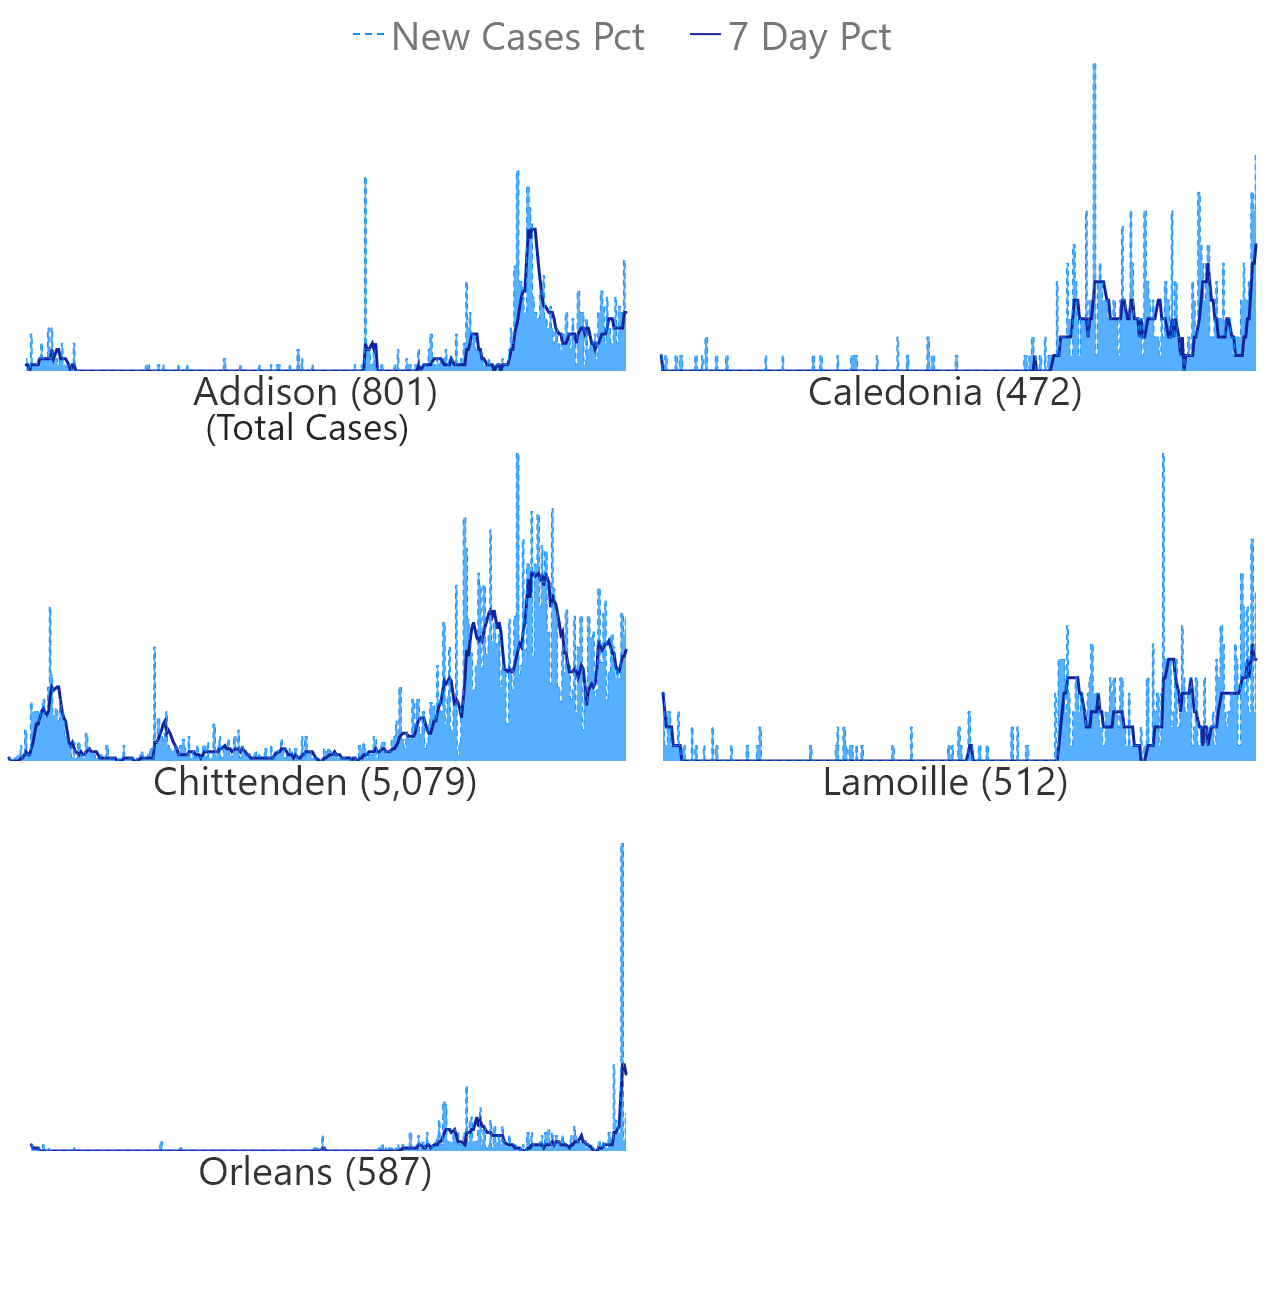 New Cases Pct 7 Day Pct
Addison (801) Caledonia (472)
(Total Cases)
Chittenden (5,079) Lamoille (512)
Orleans (587)